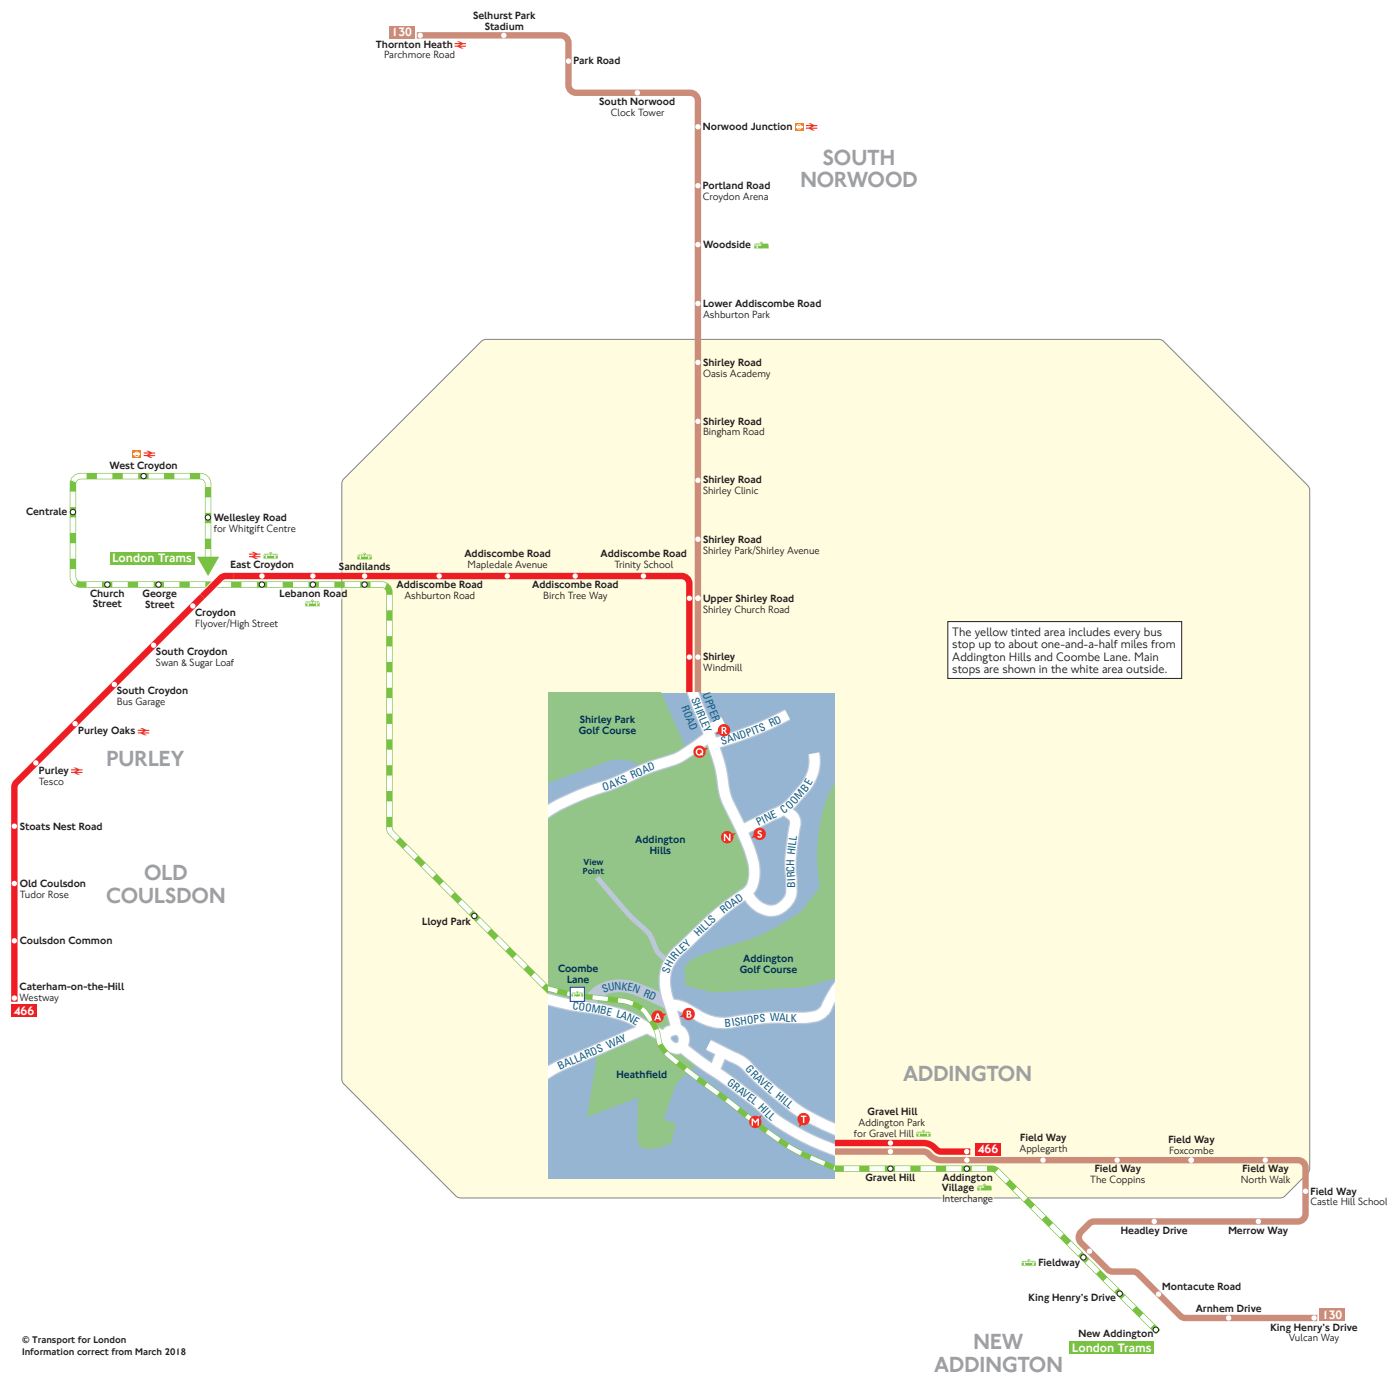 130
Thornton Heath
Parchmore Road
Selhurst Park
Stadium
Park Road
South Norwood
Clock Tower
Norwood Junction
SOUTH
NORWOOD
Portland Road
Croydon Arena
Woodside
Lower Addiscombe Road
Ashburton Park
Shirley Road
Oasis Academy
Shirley Road
Bingham Road
Shirley Road
Shirley Clinic
Shirley Road
Shirley Park/Shirley Avenue
Upper Shirley Road
Shirley Church Road
Shirley
Windmill
West Croydon
Centrale
Wellesley Road
for Whitgift Centre
London Trams
East Croydon
Church
Street
George
Street
Lebanon Road
Sandilands
Addiscombe Road
Ashburton Road
Addiscombe Road
Mapledale Avenue
Addiscombe Road
Birch Tree Way
Addiscombe Road
Trinity School
Croydon
Flyover/High Street
South Croydon
Swan & Sugar Loaf
South Croydon
Bus Garage
Purley Oaks
PURLEY
Purley
Tesco
Stoats Nest Road
OLD
COULSDON
Old Coulsdon
Tudor Rose
Coulsdon Common
Caterham-on-the-Hill
Westway
466
The yellow tinted area includes every bus
stop up to about one-and-a-half miles from
Addington Hills and Coombe Lane. Main
stops are shown in the white area outside.
Lloyd Park
Shirley Park
Golf Course
UPPER
SHIRLEY
ROAD
R
SANDPITS RD
Q
OAKS ROAD
PINE COOMBE
N
S
BIRCH HILL
Addington
Hills
View
Point
SHIRLEY HILLS ROAD
Addington
Golf Course
Coombe
Lane
SUNKEN RD
COOMBE LANE
A
B
BISHOPS WALK
BALLARDS WAY
Heathfield
GRAVEL HILL
GRAVEL HILL
M
T
ADDINGTON
Gravel Hill
Addington Park
for Gravel Hill
466
Gravel Hill
Addington
Village
Interchange
Field Way
Applegarth
Field Way
The Coppins
Field Way
Foxcombe
Field Way
North Walk
Field Way
Castle Hill School
Headley Drive
Merrow Way
Fieldway
King Henry's Drive
Montacute Road
Arnhem Drive
130
King Henry's Drive
Vulcan Way
New Addington
London Trams
NEW
ADDINGTON
© Transport for London
Information correct from March 2018